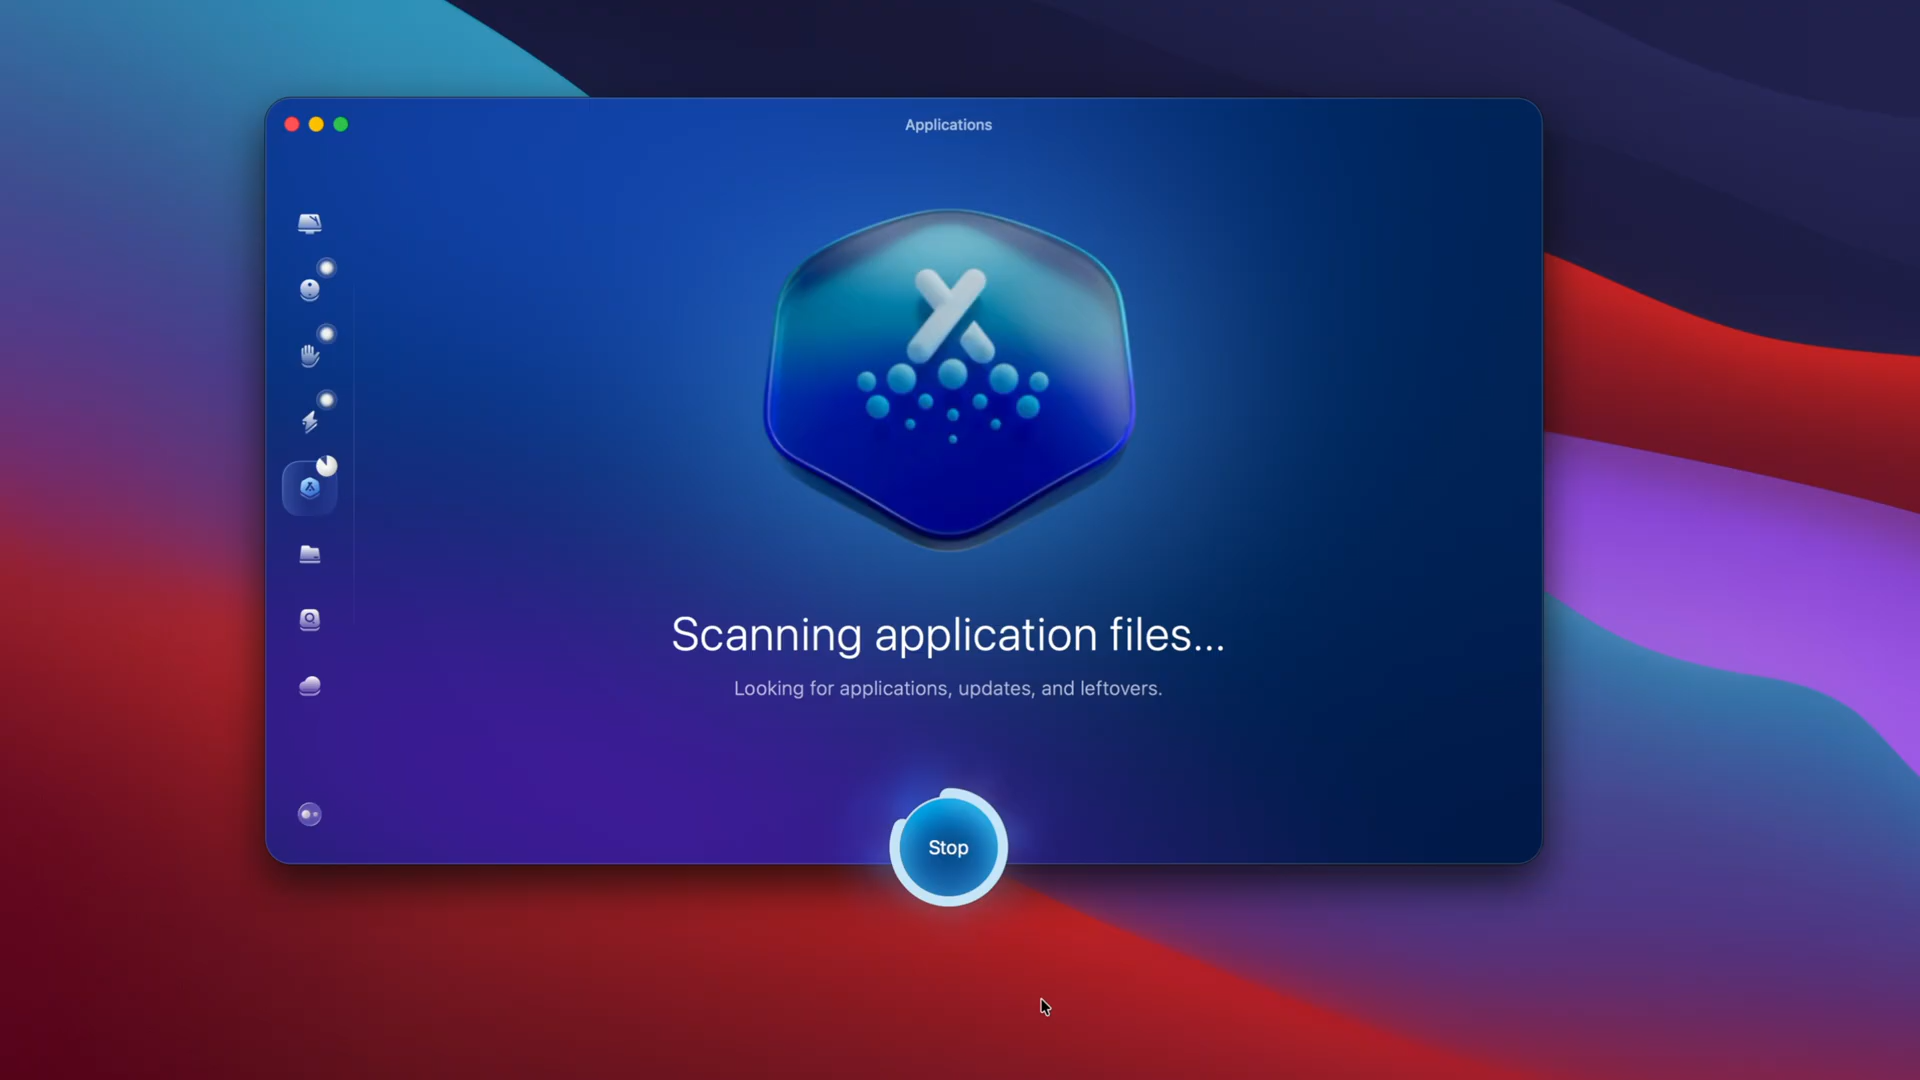 Applications
Scanning application files...
Looking for applications, updates, and leftovers.
Stop